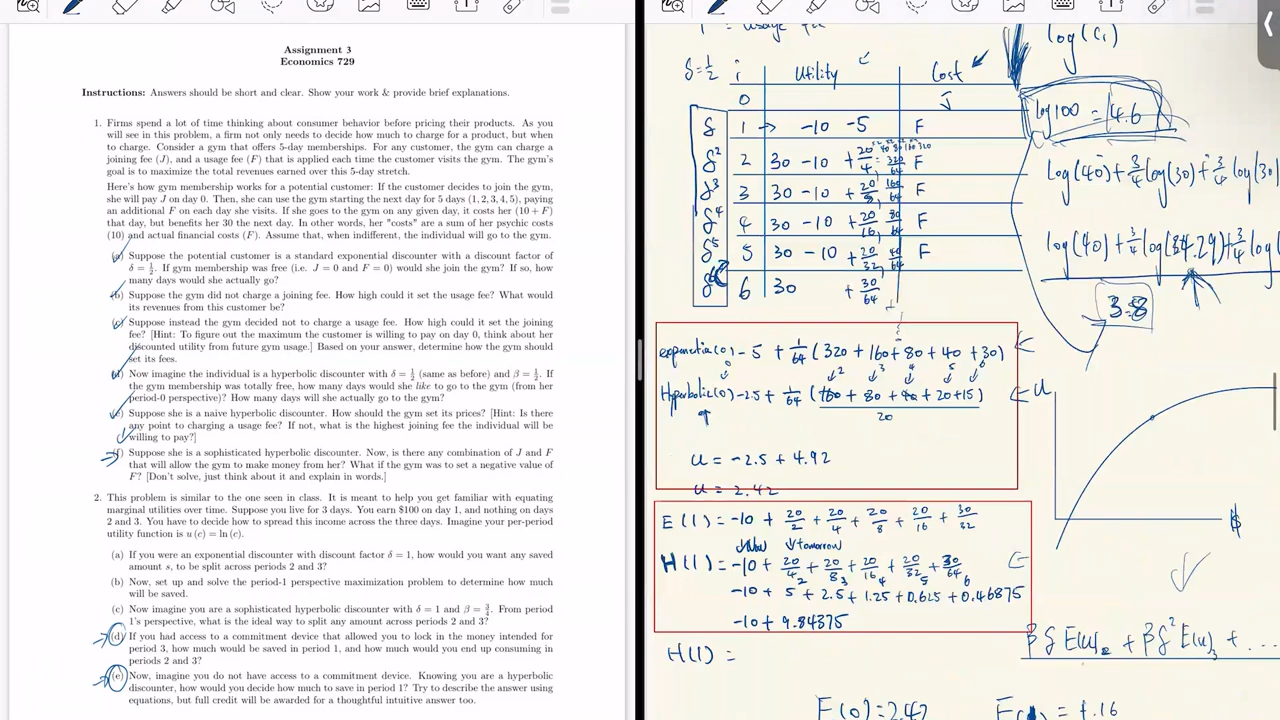 Assignment 3
Economics 729
Instructions: Answers should be short and clear. Show your work & provide brief explanations.
1. Firms spend a lot of time thinking about consumer behavior before pricing their products. As you
will see in this problem, a firm not only needs to decide how much to charge for a product, but when
to charge. Consider a gym that offers 5-day memberships. For any customer, the gym can charge a
joining fee (J), and a usage fee (F) that is applied each time the customer visits the gym. The gym's
goal is to maximize the total revenues earned over this 5-day stretch.
Here's how gym membership works for a potential customer: If the customer decides to join the gym,
she will pay J on day 0. Then, she can use the gym starting the next day for 5 days (1, 2, 3, 4, 5), paying
an additional F on each day she visits. If she goes to the gym on any given day, it costs her (10 + F)
that day, but benefits her 30 the next day. In other words, her "costs" are a sum of her psychic costs
(10) and actual financial costs (F). Assume that, when indifferent, the individual will go to the gym.
(a) Suppose the potential customer is a standard exponential discounter with a discount factor of
δ = 1/2. If gym membership was free (i.e. J = 0 and F = 0) would she join the gym? If so, how
many days would she actually go?
(b) Suppose the gym did not charge a joining fee. How high could it set the usage fee? What would
its revenues from this customer be?
(c) Suppose instead the gym decided not to charge a usage fee. How high could it set the joining
fee? [Hint: To figure out the maximum the customer is willing to pay on day 0, think about her
discounted utility from future gym usage.] Based on your answer, determine how the gym should
set its fees.
(d) Now imagine the individual is a hyperbolic discounter with δ = 1/2 (same as before) and β = 1/2. If
the gym membership was totally free, how many days would she like to go to the gym (from her
period-0 perspective)? How many days will she actually go?
(e) Suppose she is a naive hyperbolic discounter. How should the gym set its prices? [Hint: Is there
any point to charging a usage fee? If not, what is the highest joining fee the individual will be
willing to pay?]
(f) Suppose she is a sophisticated hyperbolic discounter. Now, is there any combination of J and F
that will allow the gym to make money from her? What if the gym was to set a negative value of
F? [Don't solve, just think about it and explain in words.]
2. This problem is similar to the one seen in class. It is meant to help you get familiar with equating
marginal utilities over time. Suppose you live for 3 days. You earn $100 on day 1, and nothing on days
2 and 3. You have to decide how to spread this income across the three days. Imagine your per-period
utility function is u (c) = ln (c).
(a) If you were an exponential discounter with discount factor δ = 1, how would you want any saved
amount s, to be split across periods 2 and 3?
(b) Now, set up and solve the period-1 perspective maximization problem to determine how much
will be saved.
(c) Now imagine you are a sophisticated hyperbolic discounter with δ = 1 and β = 3/4. From period
1's perspective, what is the ideal way to split any amount across periods 2 and 3?
(d) If you had access to a commitment device that allowed you to lock in the money intended for
period 3, how much would be saved in period 1, and how much would you end up consuming in
periods 2 and 3?
(e) Now, imagine you do not have access to a commitment device. Knowing you are a hyperbolic
discounter, how would you decide how much to save in period 1? Try to describe the answer using
equations, but full credit will be awarded for a thoughtful intuitive answer too.
δ = 1/2 i Utility Cost
0 J
δ 1 → -10 -5 F
δ² 2 30 -10 + 20/4, 320/64 F
δ³ 3 30 -10 + 20/8, 160/64 F
δ⁴ 4 30 -10 + 20/16, 80/64 F
δ⁵ 5 30 -10 + 20/32, 40/64 F
δ⁶ 6 30 + 30/64
exponential(0) - 5 + 1/64 (320 + 160 + 80 + 40 + 30)
Hyperbolic(0) -2.5 + 1/64 (160 + 80 + 40 + 20 + 15)
20
u = -2.5 + 4.92
u = 2.42
E(1) = -10 + 20/2 + 20/4 + 20/8 + 20/16 + 30/32
Now tomorrow
H(1) = -10 + 20/4 + 20/8 + 20/16 + 20/32 + 30/64
-10 + 5 + 2.5 + 1.25 + 0.625 + 0.46875
-10 + 9.84375
H(1) =
E(0) = 2.42
log(c₁)
log100 = 4.6
log(40) + 3/4 log(30) + 3/4 log(30)
log(40) + 3/4 log(34.29) + 3/4 log(
3.8
U
$
βδ E(u)₂ + βδ² E(u)₃ + ...
= 4.16